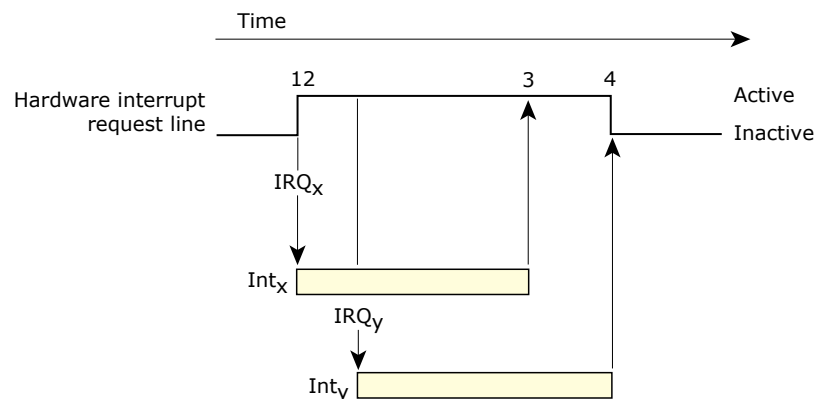 Time
12 3 4
Hardware interrupt
request line
Active
Inactive
IRQx
Intx
IRQy
Inty